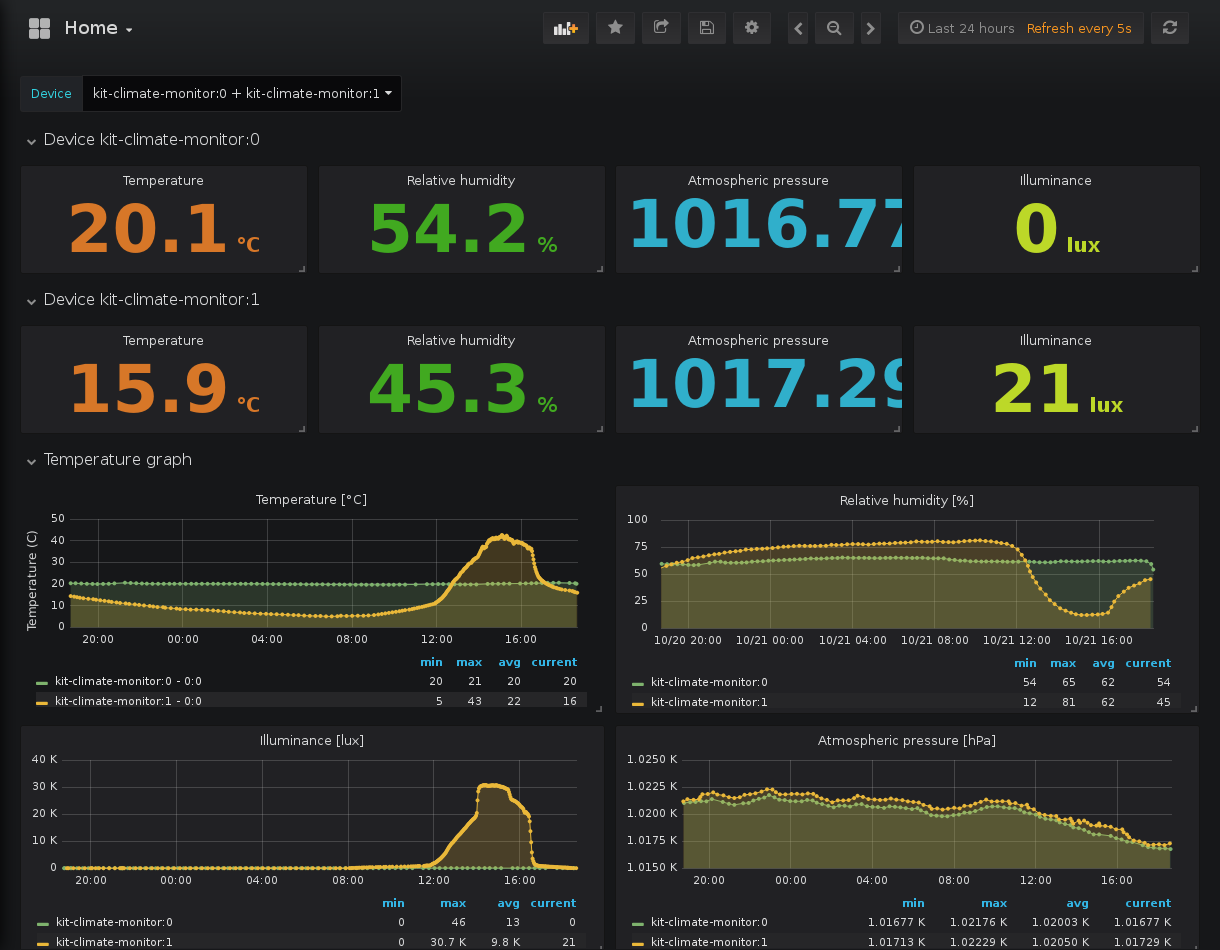 Home
Last 24 hours Refresh every 5s
Device kit-climate-monitor:0 + kit-climate-monitor:1
Device kit-climate-monitor:0
Temperature Relative humidity Atmospheric pressure Illuminance
20.1 °C 54.2 % 1016.77 0 lux
Device kit-climate-monitor:1
Temperature Relative humidity Atmospheric pressure Illuminance
15.9 °C 45.3 % 1017.29 21 lux
Temperature graph
Temperature [°C]
Temperature (C)
50
40
30
20
10
0
20:00 00:00 04:00 08:00 12:00 16:00
min max avg current
kit-climate-monitor:0 - 0:0 20 21 20 20
kit-climate-monitor:1 - 0:0 5 43 22 16
Relative humidity [%]
100
75
50
25
0
10/20 20:00 10/21 00:00 10/21 04:00 10/21 08:00 10/21 12:00 10/21 16:00
min max avg current
kit-climate-monitor:0 54 65 62 54
kit-climate-monitor:1 12 81 62 45
Illuminance [lux]
40 K
30 K
20 K
10 K
0
20:00 00:00 04:00 08:00 12:00 16:00
min max avg current
kit-climate-monitor:0 0 46 13 0
kit-climate-monitor:1 0 30.7 K 9.8 K 21
Atmospheric pressure [hPa]
1.0250 K
1.0225 K
1.0200 K
1.0175 K
1.0150 K
20:00 00:00 04:00 08:00 12:00 16:00
min max avg current
kit-climate-monitor:0 1.01677 K 1.02176 K 1.02003 K 1.01677 K
kit-climate-monitor:1 1.01713 K 1.02229 K 1.02050 K 1.01729 K